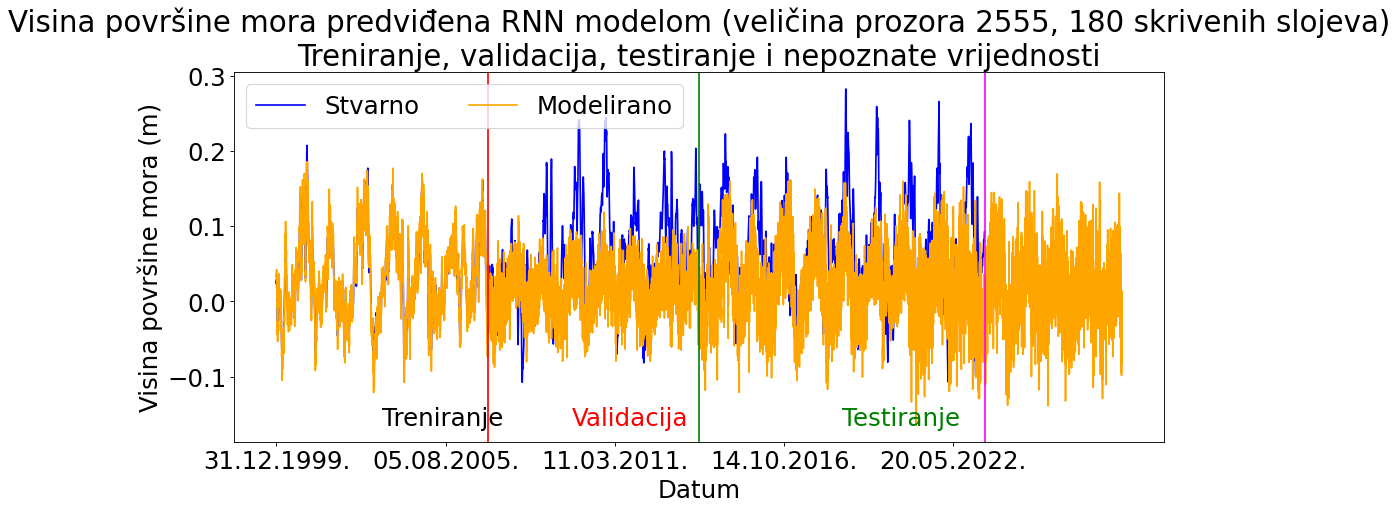 Visina površine mora predviđena RNN modelom (veličina prozora 2555, 180 skrivenih slojeva)
Treniranje, validacija, testiranje i nepoznate vrijednosti
Stvarno Modelirano
Visina površine mora (m)
0.3
0.2
0.1
0.0
−0.1
Treniranje Validacija Testiranje
31.12.1999. 05.08.2005. 11.03.2011. 14.10.2016. 20.05.2022.
Datum